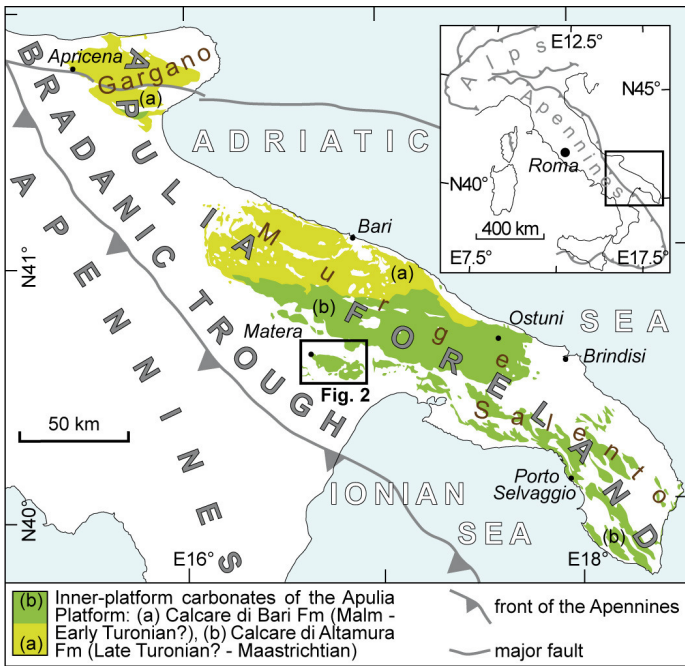 Apricena
Gargano
(a)
APULIA FORELAND
BRADANIC TROUGH
APENNINES
ADRIATIC
SEA
Murge
Bari
(a)
(b)
Matera
Fig. 2
Ostuni
Brindisi
Salento
Porto
Selvaggio
(b)
IONIAN
SEA
50 km
N41°
N40°
E16°
E18°
E12.5°
Alps
N45°
Apennines
Roma
N40°
400 km
E7.5°
E17.5°
(b)
(a)
Inner-platform carbonates of the Apulia
Platform: (a) Calcare di Bari Fm (Malm -
Early Turonian?), (b) Calcare di Altamura
Fm (Late Turonian? - Maastrichtian)
front of the Apennines
major fault